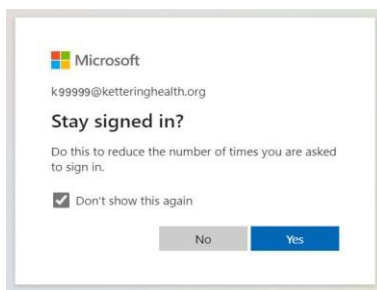 Microsoft
k99999@ketteringhealth.org
Stay signed in?
Do this to reduce the number of times you are asked
to sign in.
Don't show this again
No Yes